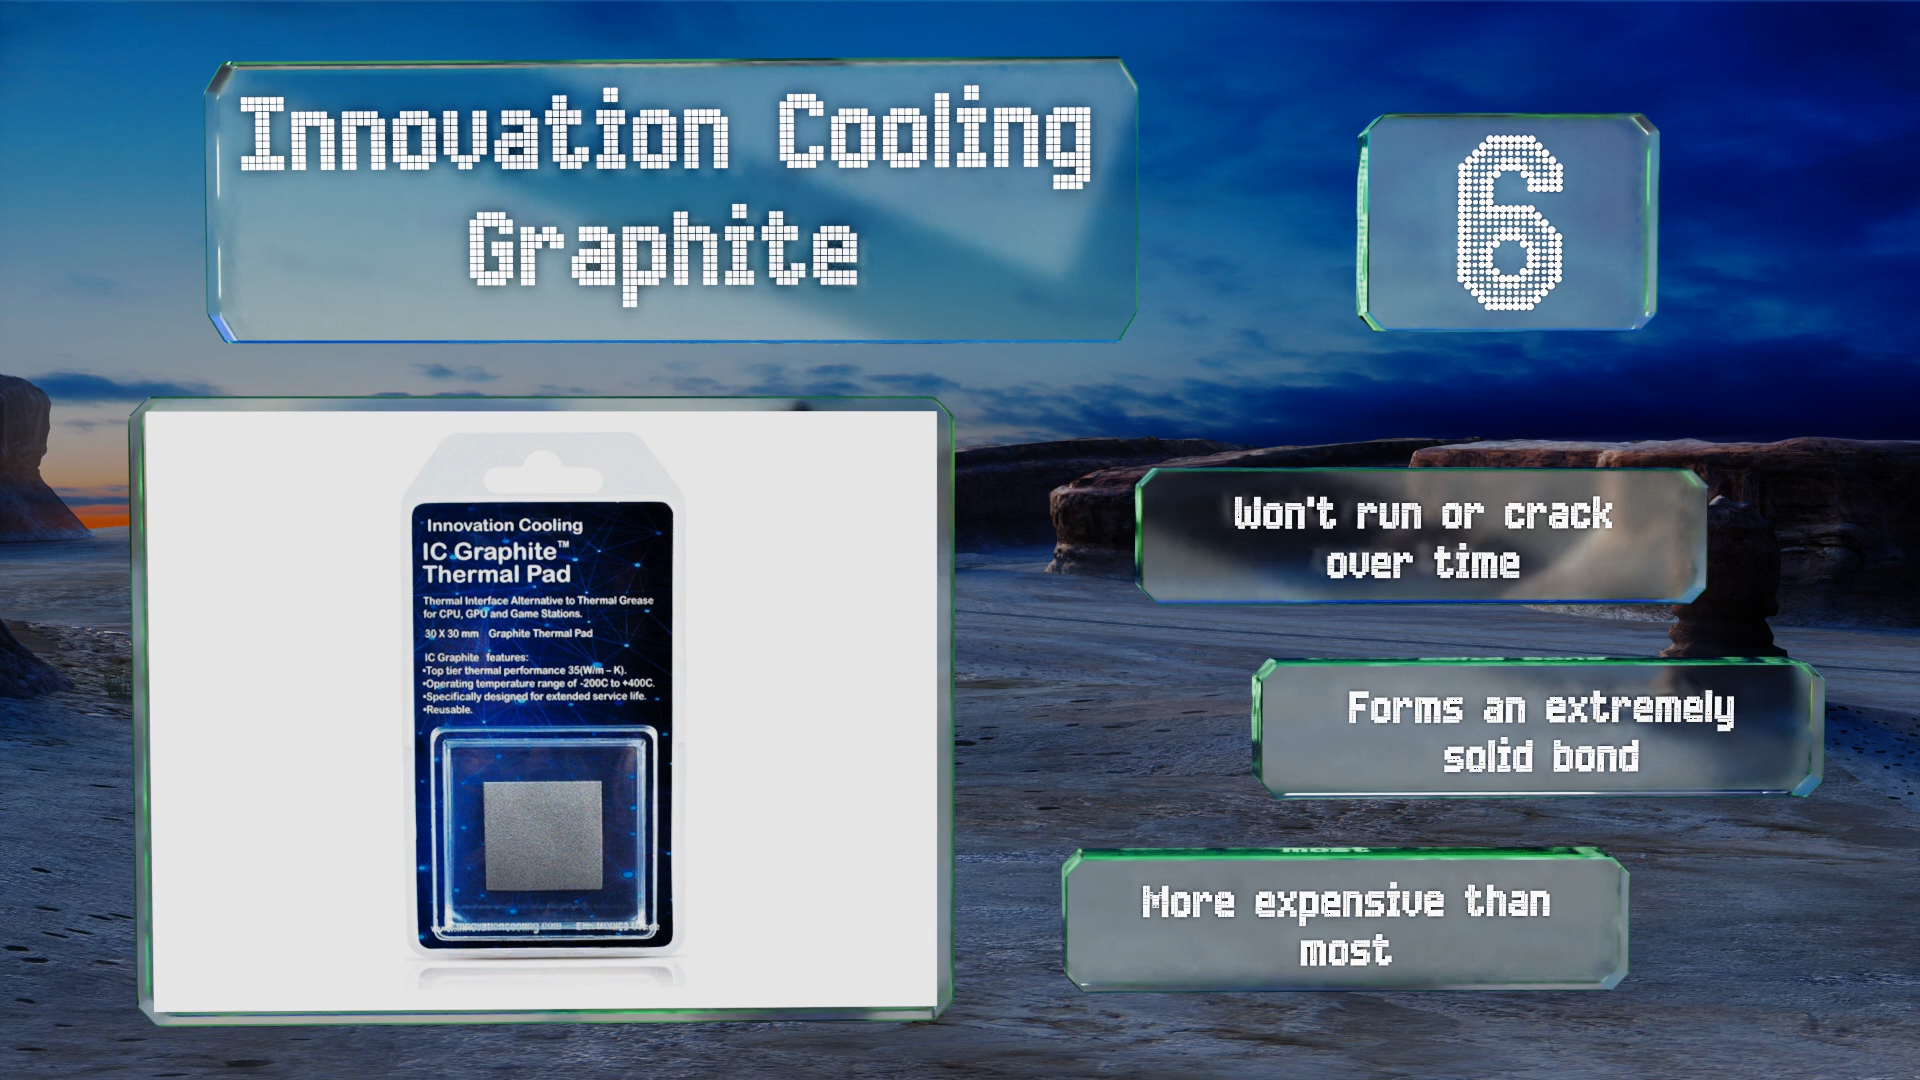 Innovation Cooling
Graphite
6
Innovation Cooling
IC Graphite™
Thermal Pad
Thermal Interface Alternative to Thermal Grease
for CPU, GPU and Game Stations.
30 X 30 mm Graphite Thermal Pad
IC Graphite features:
•Top tier thermal performance 35(W/m – K).
•Operating temperature range of -200C to +400C.
•Specifically designed for extended service life.
•Reusable.
www.innovationcooling.com
Won't run or crack
over time
Forms an extremely
solid bond
More expensive than
most